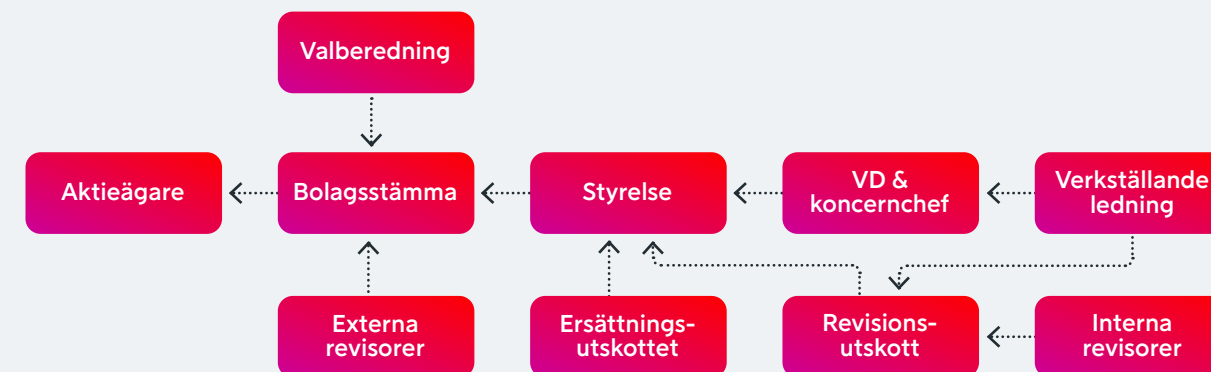 Valberedning
Aktieägare
Bolagsstämma
Styrelse
VD &
koncernchef
Verkställande
ledning
Externa
revisorer
Ersättnings-
utskottet
Revisions-
utskott
Interna
revisorer